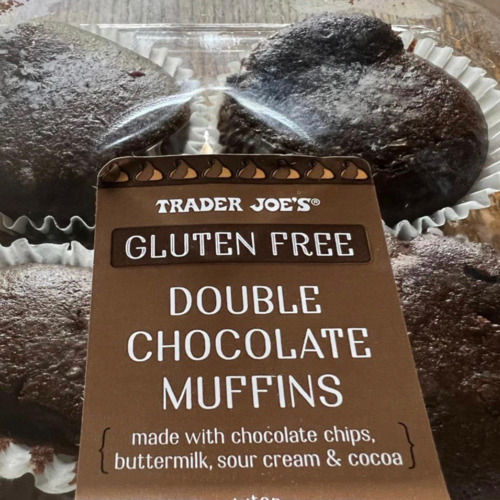 TRADER JOE'S®
GLUTEN FREE
DOUBLE
CHOCOLATE
MUFFINS
made with chocolate chips,
buttermilk, sour cream & cocoa